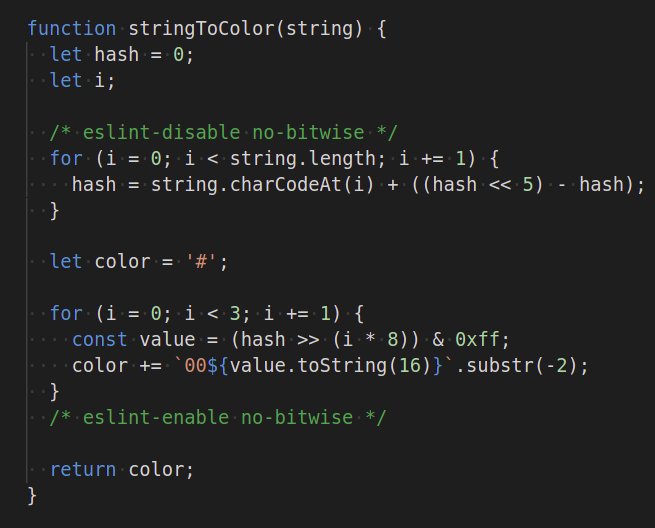 function stringToColor(string) {
  let hash = 0;
  let i;

  /* eslint-disable no-bitwise */
  for (i = 0; i < string.length; i += 1) {
    hash = string.charCodeAt(i) + ((hash << 5) - hash);
  }

  let color = '#';

  for (i = 0; i < 3; i += 1) {
    const value = (hash >> (i * 8)) & 0xff;
    color += `00${value.toString(16)}`.substr(-2);
  }
  /* eslint-enable no-bitwise */

  return color;
}